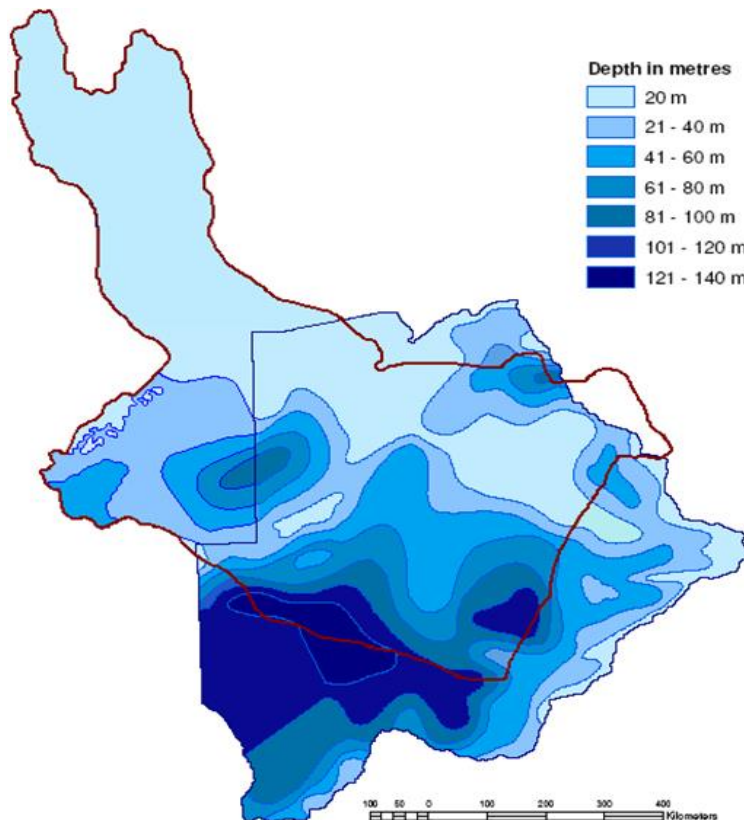 Depth in metres
20 m
21 - 40 m
41 - 60 m
61 - 80 m
81 - 100 m
101 - 120 m
121 - 140 m
100 50 0 100 200 300 400
Kilometers